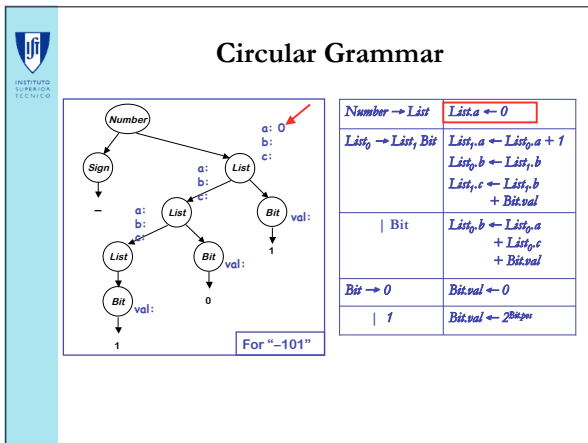 INSTITUTO
SUPERIOR
TÉCNICO
Circular Grammar
Number
a: 0
b:
c:
Sign
List
a:
b:
c:
–
List
Bit
val:
a:
b:
c:
1
List
Bit
val:
Bit
val:
0
1
For “–101”
Number → List List.a ← 0
List₀ → List₁ Bit List₁.a ← List₀.a + 1
List₀.b ← List₁.b
List₁.c ← List₁.b
+ Bit.val
| Bit List₀.b ← List₀.a
+ List₀.c
+ Bit.val
Bit → 0 Bit.val ← 0
| 1 Bit.val ← 2^Bit.pos